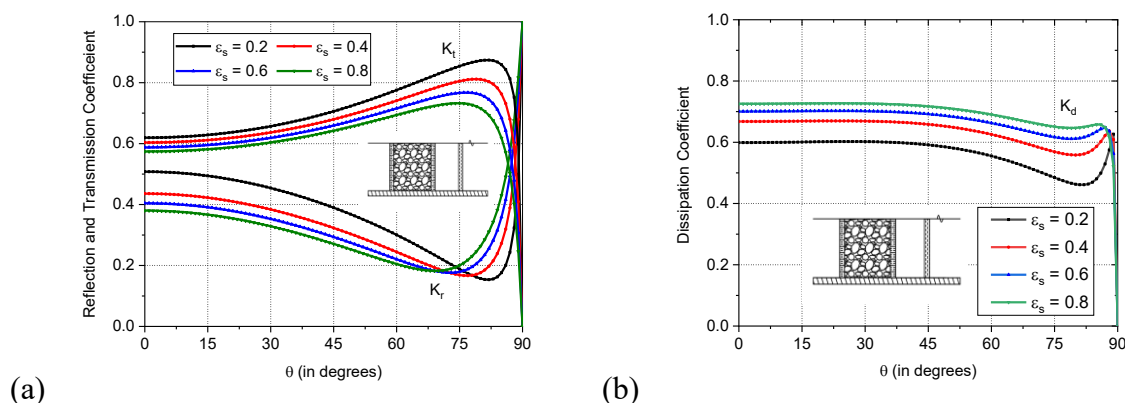 Reflection and Transmission Coefficeient
1.0
0.8
0.6
0.4
0.2
0.0
εs = 0.2
εs = 0.4
εs = 0.6
εs = 0.8
Kt
Kr
0 15 30 45 60 75 90
θ (in degrees)
(a)
Dissipation Coefficient
1.0
0.8
0.6
0.4
0.2
0.0
Kd
εs = 0.2
εs = 0.4
εs = 0.6
εs = 0.8
0 15 30 45 60 75 90
θ (in degrees)
(b)